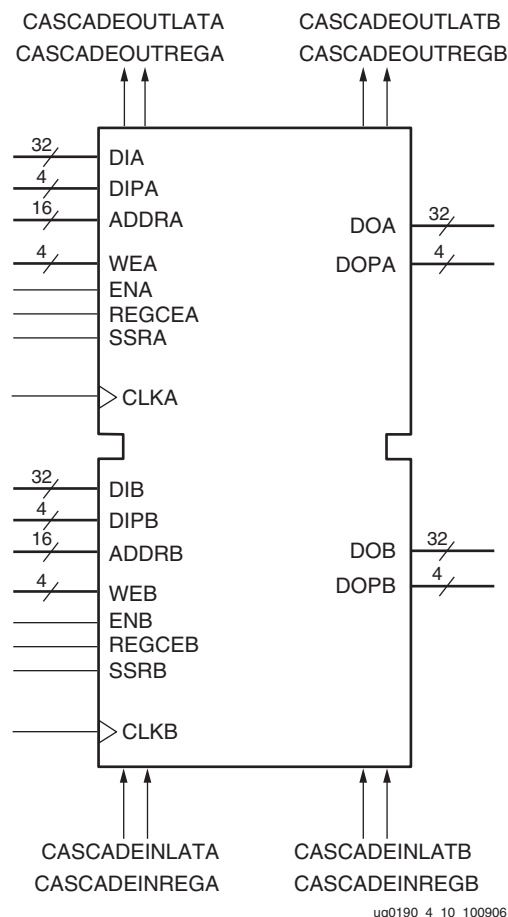 CASCADEOUTLATA CASCADEOUTLATB
CASCADEOUTREGA CASCADEOUTREGB
32 DIA
4 DIPA
16 ADDRA
DOA 32
4 WEA
DOPA 4
ENA
REGCEA
SSRA
CLKA
32 DIB
4 DIPB
16 ADDRB
DOB 32
4 WEB
DOPB 4
ENB
REGCEB
SSRB
CLKB
CASCADEINLATA CASCADEINLATB
CASCADEINREGA CASCADEINREGB
ug0190_4_10_100906